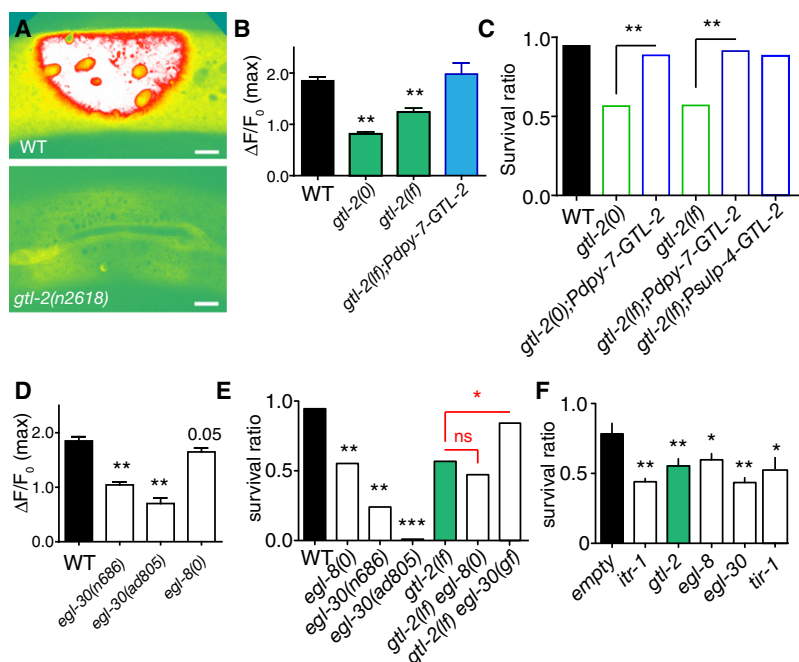 A
WT
gtl-2(n2618)
B
ΔF/F0 (max)
2.0
1.0
0.0
**
**
WT
gtl-2(0)
gtl-2(lf)
gtl-2(lf);Pdpy-7-GTL-2
C
Survival ratio
1.0
0.5
0.0
**
**
WT
gtl-2(0)
gtl-2(0);Pdpy-7-GTL-2
gtl-2(lf)
gtl-2(lf);Pdpy-7-GTL-2
gtl-2(lf);Psulp-4-GTL-2
D
ΔF/F0 (max)
2.0
1.0
0.0
**
**
0.05
WT
egl-30(n686)
egl-30(ad805)
egl-8(0)
E
survival ratio
1.0
0.5
0.0
**
**
***
ns
*
WT
egl-8(0)
egl-30(n686)
egl-30(ad805)
gtl-2(lf)
gtl-2(lf) egl-8(0)
gtl-2(lf) egl-30(gf)
F
survival ratio
1.0
0.5
0.0
**
**
*
**
*
empty
itr-1
gtl-2
egl-8
egl-30
tir-1